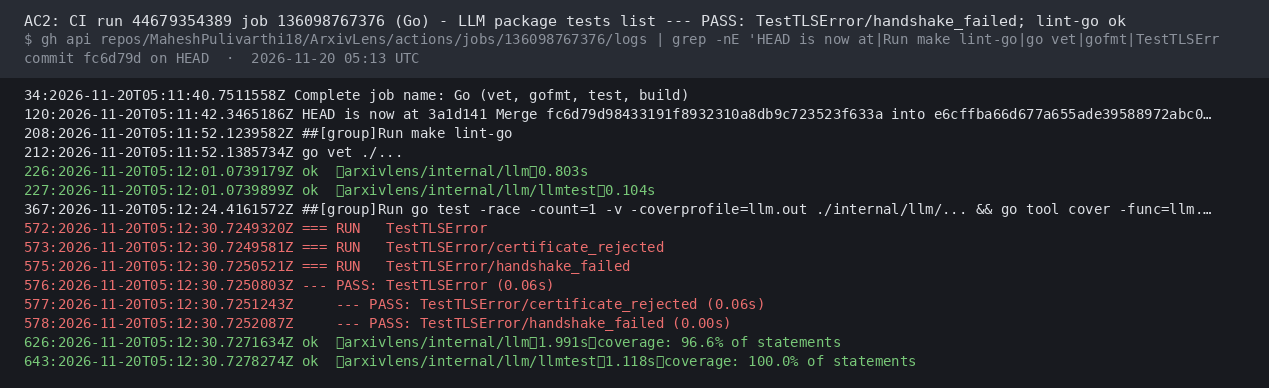 AC2: CI run 44679354389 job 136098767376 (Go) - LLM package tests list --- PASS: TestTLSError/handshake_failed; lint-go ok
$ gh api repos/MaheshPulivarthi18/ArxivLens/actions/jobs/136098767376/logs | grep -nE 'HEAD is now at|Run make lint-go|go vet|gofmt|TestTLSErr
commit fc6d79d on HEAD · 2026-11-20 05:13 UTC
34:2026-11-20T05:11:40.7511558Z Complete job name: Go (vet, gofmt, test, build)
120:2026-11-20T05:11:42.3465186Z HEAD is now at 3a1d141 Merge fc6d79d98433191f8932310a8db9c723523f633a into e6cffba66d677a655ade39588972abc0…
208:2026-11-20T05:11:52.1239582Z ##[group]Run make lint-go
212:2026-11-20T05:11:52.1385734Z go vet ./...
226:2026-11-20T05:12:01.0739179Z ok  arxivlens/internal/llm 0.803s
227:2026-11-20T05:12:01.0739899Z ok  arxivlens/internal/llm/llmtest 0.104s
367:2026-11-20T05:12:24.4161572Z ##[group]Run go test -race -count=1 -v -coverprofile=llm.out ./internal/llm/... && go tool cover -func=llm.…
572:2026-11-20T05:12:30.7249320Z === RUN   TestTLSError
573:2026-11-20T05:12:30.7249581Z === RUN   TestTLSError/certificate_rejected
575:2026-11-20T05:12:30.7250521Z === RUN   TestTLSError/handshake_failed
576:2026-11-20T05:12:30.7250803Z --- PASS: TestTLSError (0.06s)
577:2026-11-20T05:12:30.7251243Z     --- PASS: TestTLSError/certificate_rejected (0.06s)
578:2026-11-20T05:12:30.7252087Z     --- PASS: TestTLSError/handshake_failed (0.00s)
626:2026-11-20T05:12:30.7271634Z ok  arxivlens/internal/llm 1.991s coverage: 96.6% of statements
643:2026-11-20T05:12:30.7278274Z ok  arxivlens/internal/llm/llmtest 1.118s coverage: 100.0% of statements